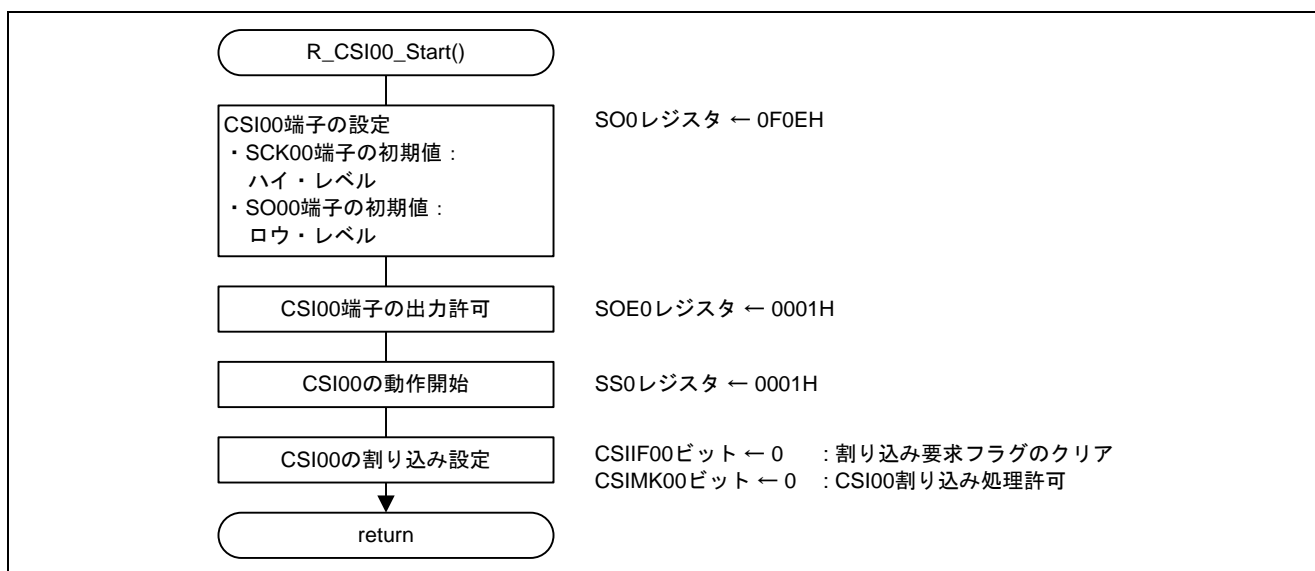 R_CSI00_Start()
CSI00端子の設定
・SCK00端子の初期値：
ハイ・レベル
・SO00端子の初期値：
ロウ・レベル
SO0レジスタ ← 0F0EH
CSI00端子の出力許可
SOE0レジスタ ← 0001H
CSI00の動作開始
SS0レジスタ ← 0001H
CSI00の割り込み設定
CSIIF00ビット ← 0 : 割り込み要求フラグのクリア
CSIMK00ビット ← 0 : CSI00割り込み処理許可
return